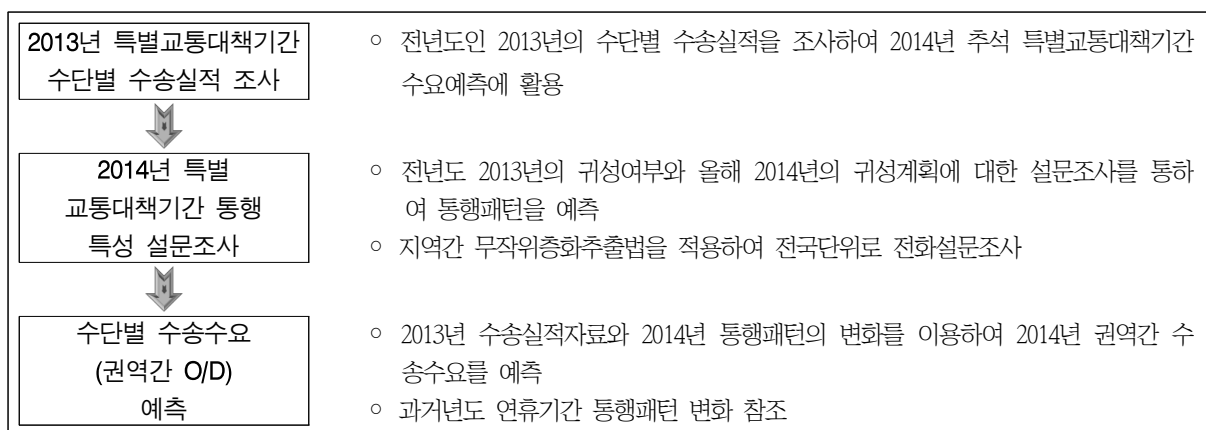 2013년 특별교통대책기간
수단별 수송실적 조사
◦ 전년도인 2013년의 수단별 수송실적을 조사하여 2014년 추석 특별교통대책기간
수요예측에 활용
2014년 특별
교통대책기간 통행
특성 설문조사
◦ 전년도 2013년의 귀성여부와 올해 2014년의 귀성계획에 대한 설문조사를 통하
여 통행패턴을 예측
◦ 지역간 무작위층화추출법을 적용하여 전국단위로 전화설문조사
수단별 수송수요
(권역간 O/D)
예측
◦ 2013년 수송실적자료와 2014년 통행패턴의 변화를 이용하여 2014년 권역간 수
송수요를 예측
◦ 과거년도 연휴기간 통행패턴 변화 참조